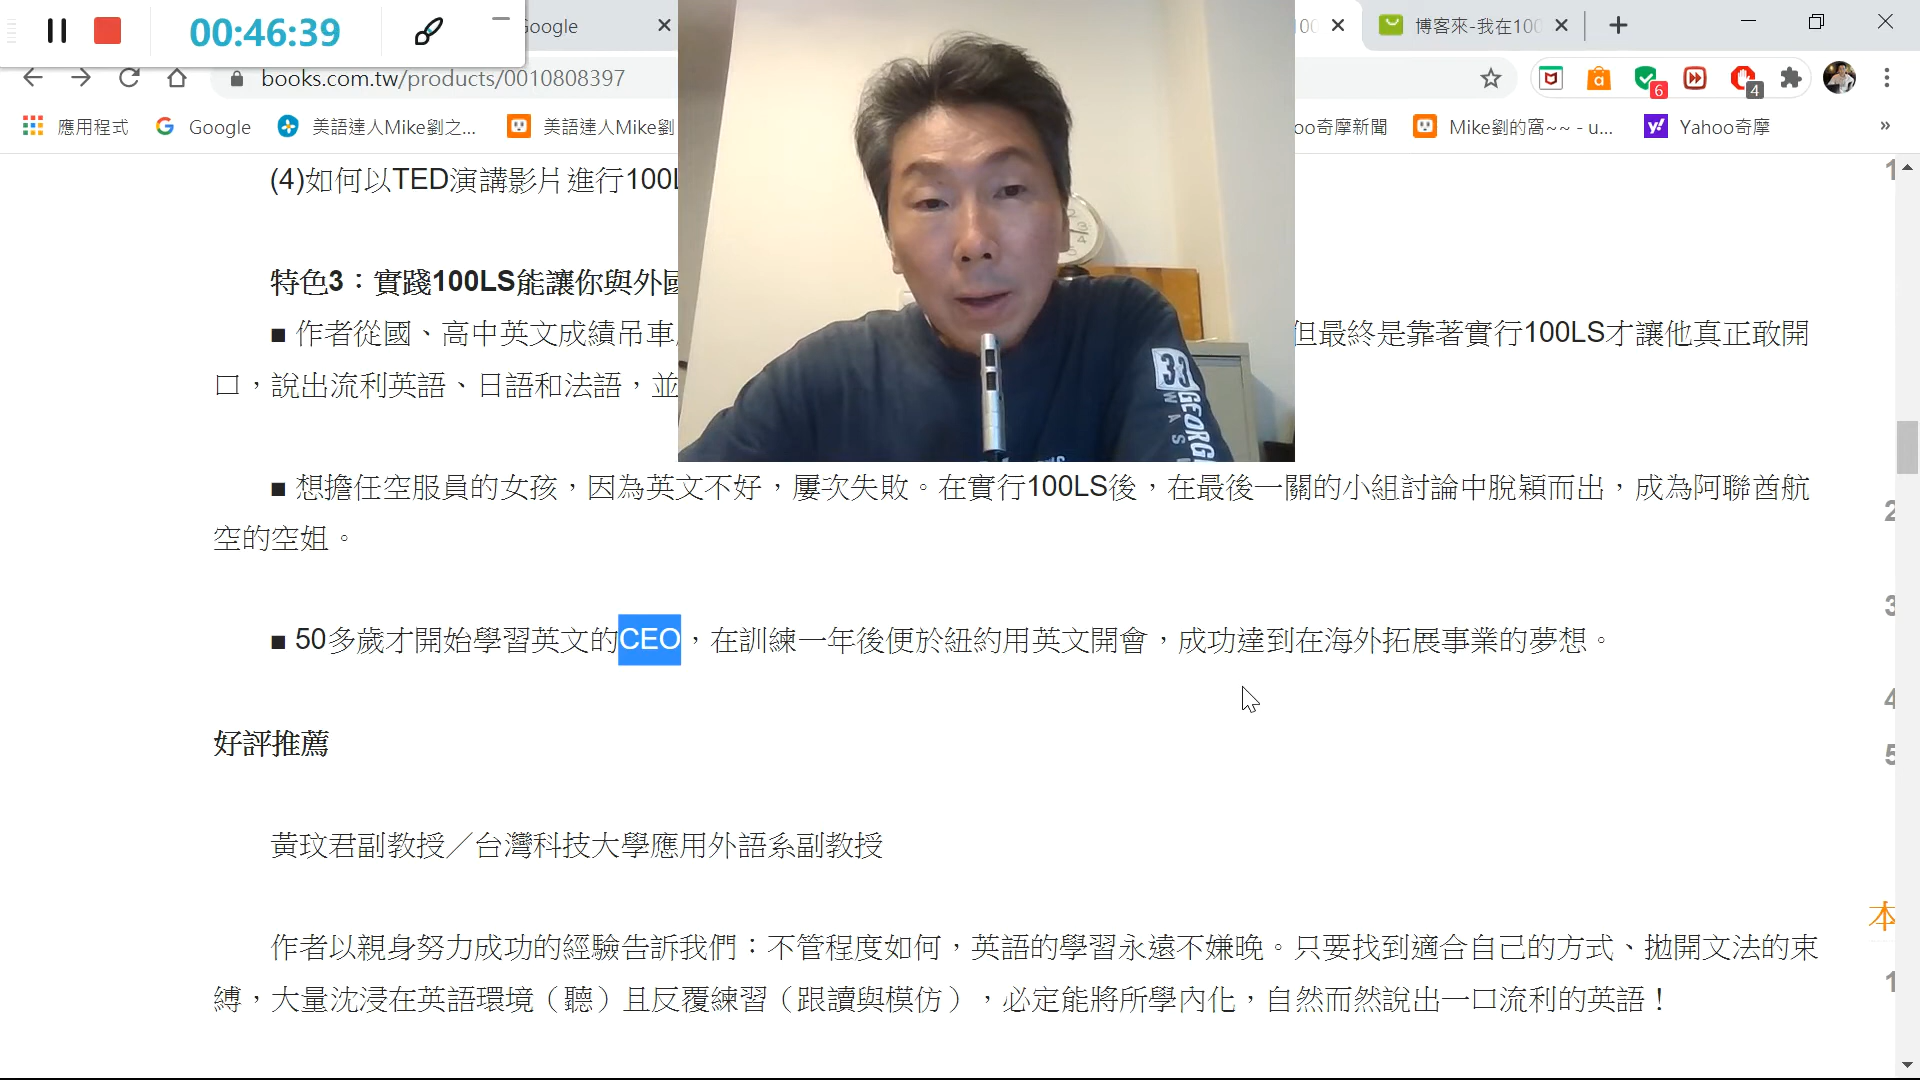 00:46:39
Google
100
博客來-我在100
books.com.tw/products/0010808397
6
4
應用程式
Google
美語達人Mike劉之...
美語達人Mike劉
oo奇摩新聞
Mike劉的窩~~ - u...
Yahoo奇摩
»
(4)如何以TED演講影片進行100L
1
特色3：實踐100LS能讓你與外國
■ 作者從國、高中英文成績吊車
但最終是靠著實行100LS才讓他真正敢開
口，說出流利英語、日語和法語，並
33
GEORG
WAS
■ 想擔任空服員的女孩，因為英文不好，屢次失敗。在實行100LS後，在最後一關的小組討論中脫穎而出，成為阿聯酋航
2
空的空姐。
3
■ 50多歲才開始學習英文的CEO，在訓練一年後便於紐約用英文開會，成功達到在海外拓展事業的夢想。
4
好評推薦
5
黃玟君副教授／台灣科技大學應用外語系副教授
本
作者以親身努力成功的經驗告訴我們：不管程度如何，英語的學習永遠不嫌晚。只要找到適合自己的方式、拋開文法的束
1
縛，大量沈浸在英語環境（聽）且反覆練習（跟讀與模仿），必定能將所學內化，自然而然說出一口流利的英語！